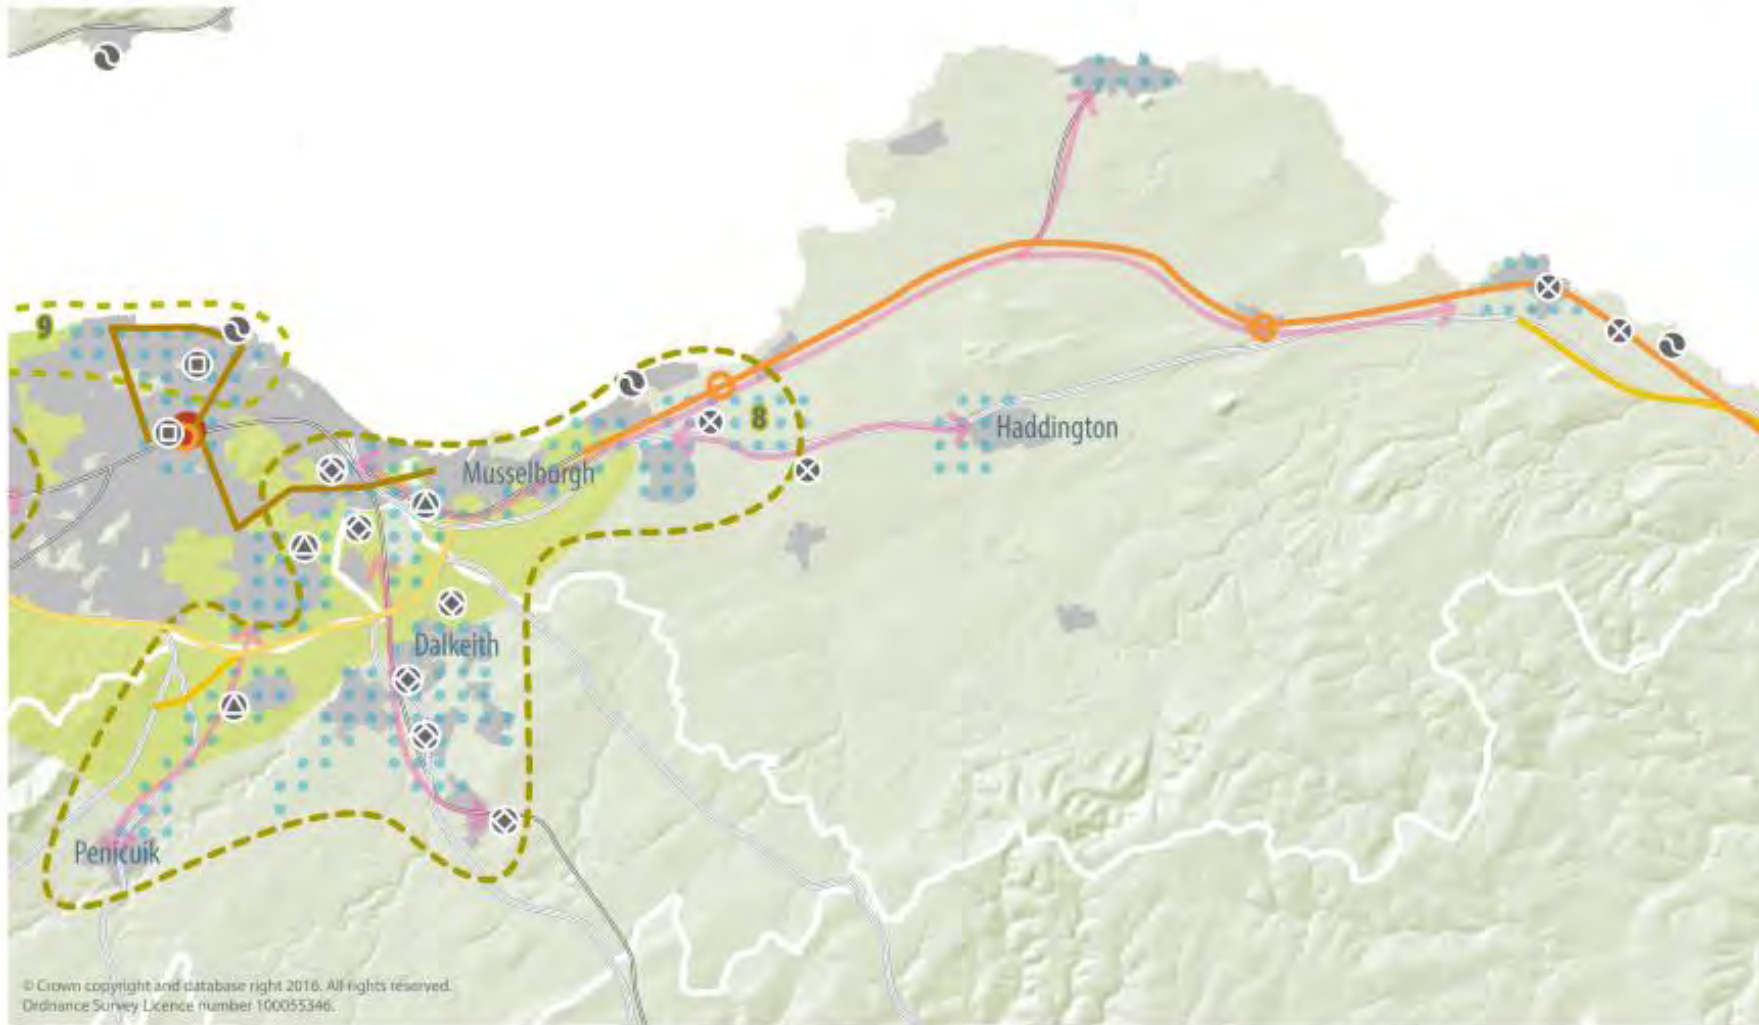 9
8
Haddington
Musselburgh
Dalkeith
Penicuik
© Crown copyright and database right 2016. All rights reserved.
Ordnance Survey Licence number 100055346.